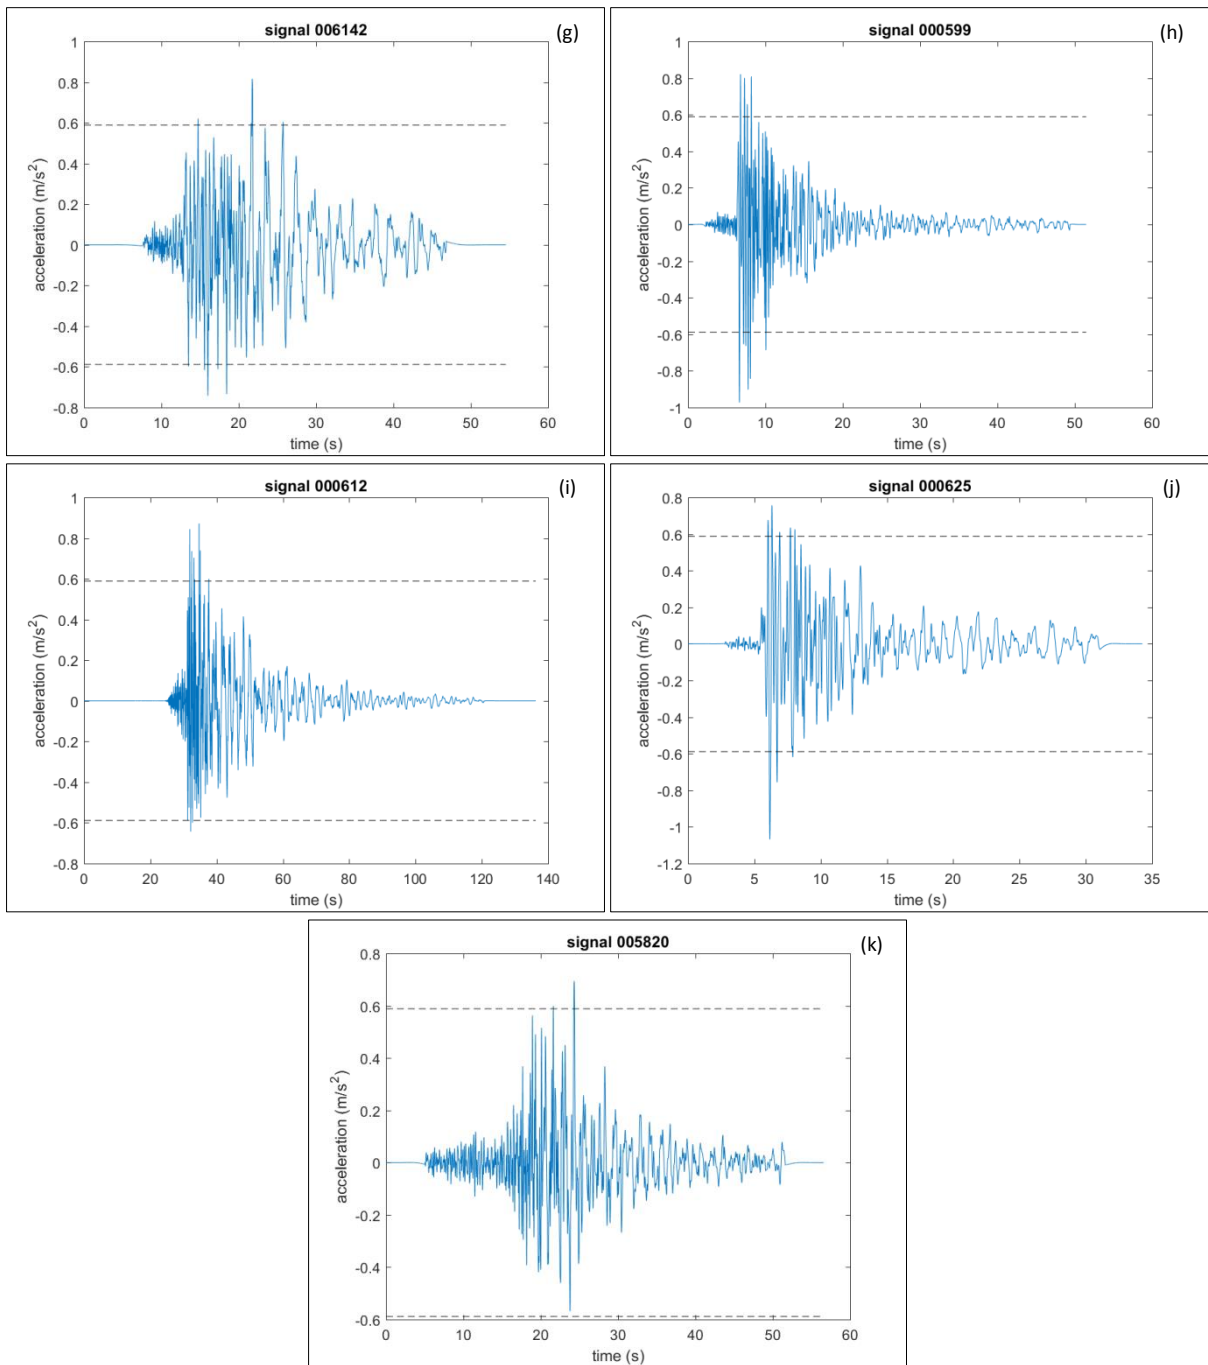 signal 006142
(g)
1
0.8
0.6
0.4
0.2
0
-0.2
-0.4
-0.6
-0.8
acceleration (m/s²)
0 10 20 30 40 50 60
time (s)
signal 000599
(h)
1
0.8
0.6
0.4
0.2
0
-0.2
-0.4
-0.6
-0.8
-1
acceleration (m/s²)
0 10 20 30 40 50 60
time (s)
signal 000612
(i)
1
0.8
0.6
0.4
0.2
0
-0.2
-0.4
-0.6
-0.8
acceleration (m/s²)
0 20 40 60 80 100 120 140
time (s)
signal 000625
(j)
0.8
0.6
0.4
0.2
0
-0.2
-0.4
-0.6
-0.8
-1
-1.2
acceleration (m/s²)
0 5 10 15 20 25 30 35
time (s)
signal 005820
(k)
0.8
0.6
0.4
0.2
0
-0.2
-0.4
-0.6
acceleration (m/s²)
0 10 20 30 40 50 60
time (s)